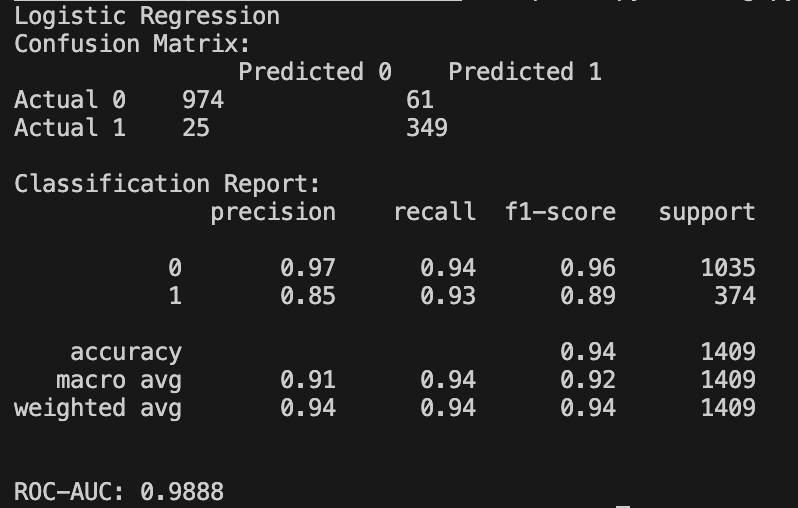 Logistic Regression
Confusion Matrix:
Predicted 0 Predicted 1
Actual 0 974 61
Actual 1 25 349
Classification Report:
precision recall f1-score support
0 0.97 0.94 0.96 1035
1 0.85 0.93 0.89 374
accuracy 0.94 1409
macro avg 0.91 0.94 0.92 1409
weighted avg 0.94 0.94 0.94 1409
ROC-AUC: 0.9888